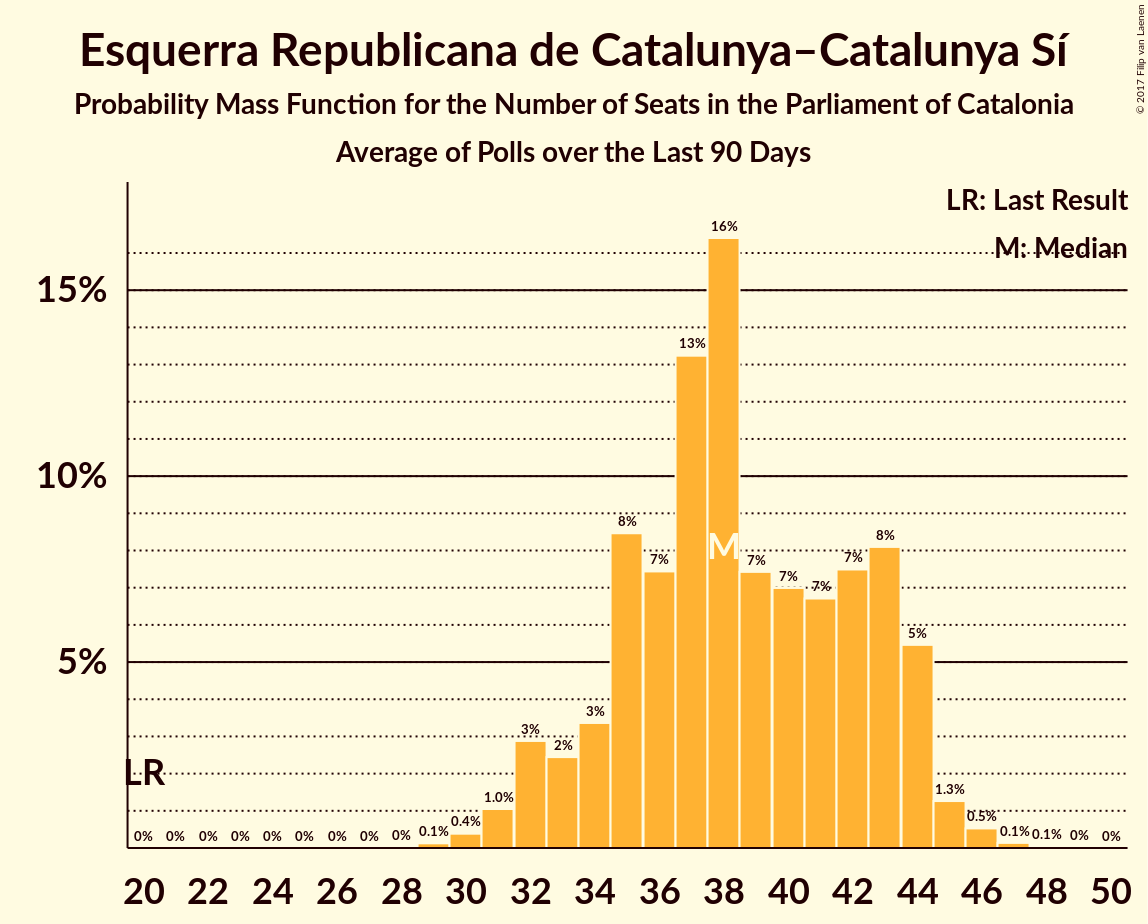 Esquerra Republicana de Catalunya–Catalunya Sí
Probability Mass Function for the Number of Seats in the Parliament of Catalonia
Average of Polls over the Last 90 Days
© 2017 Filip van Laenen
LR: Last Result
M: Median
15%
10%
5%
LR
M
0% 0% 0% 0% 0% 0% 0% 0% 0% 0.1% 0.4% 1.0% 3% 2% 3% 8% 7% 13% 16% 7% 7% 7% 7% 8% 5% 1.3% 0.5% 0.1% 0.1% 0% 0%
20 22 24 26 28 30 32 34 36 38 40 42 44 46 48 50